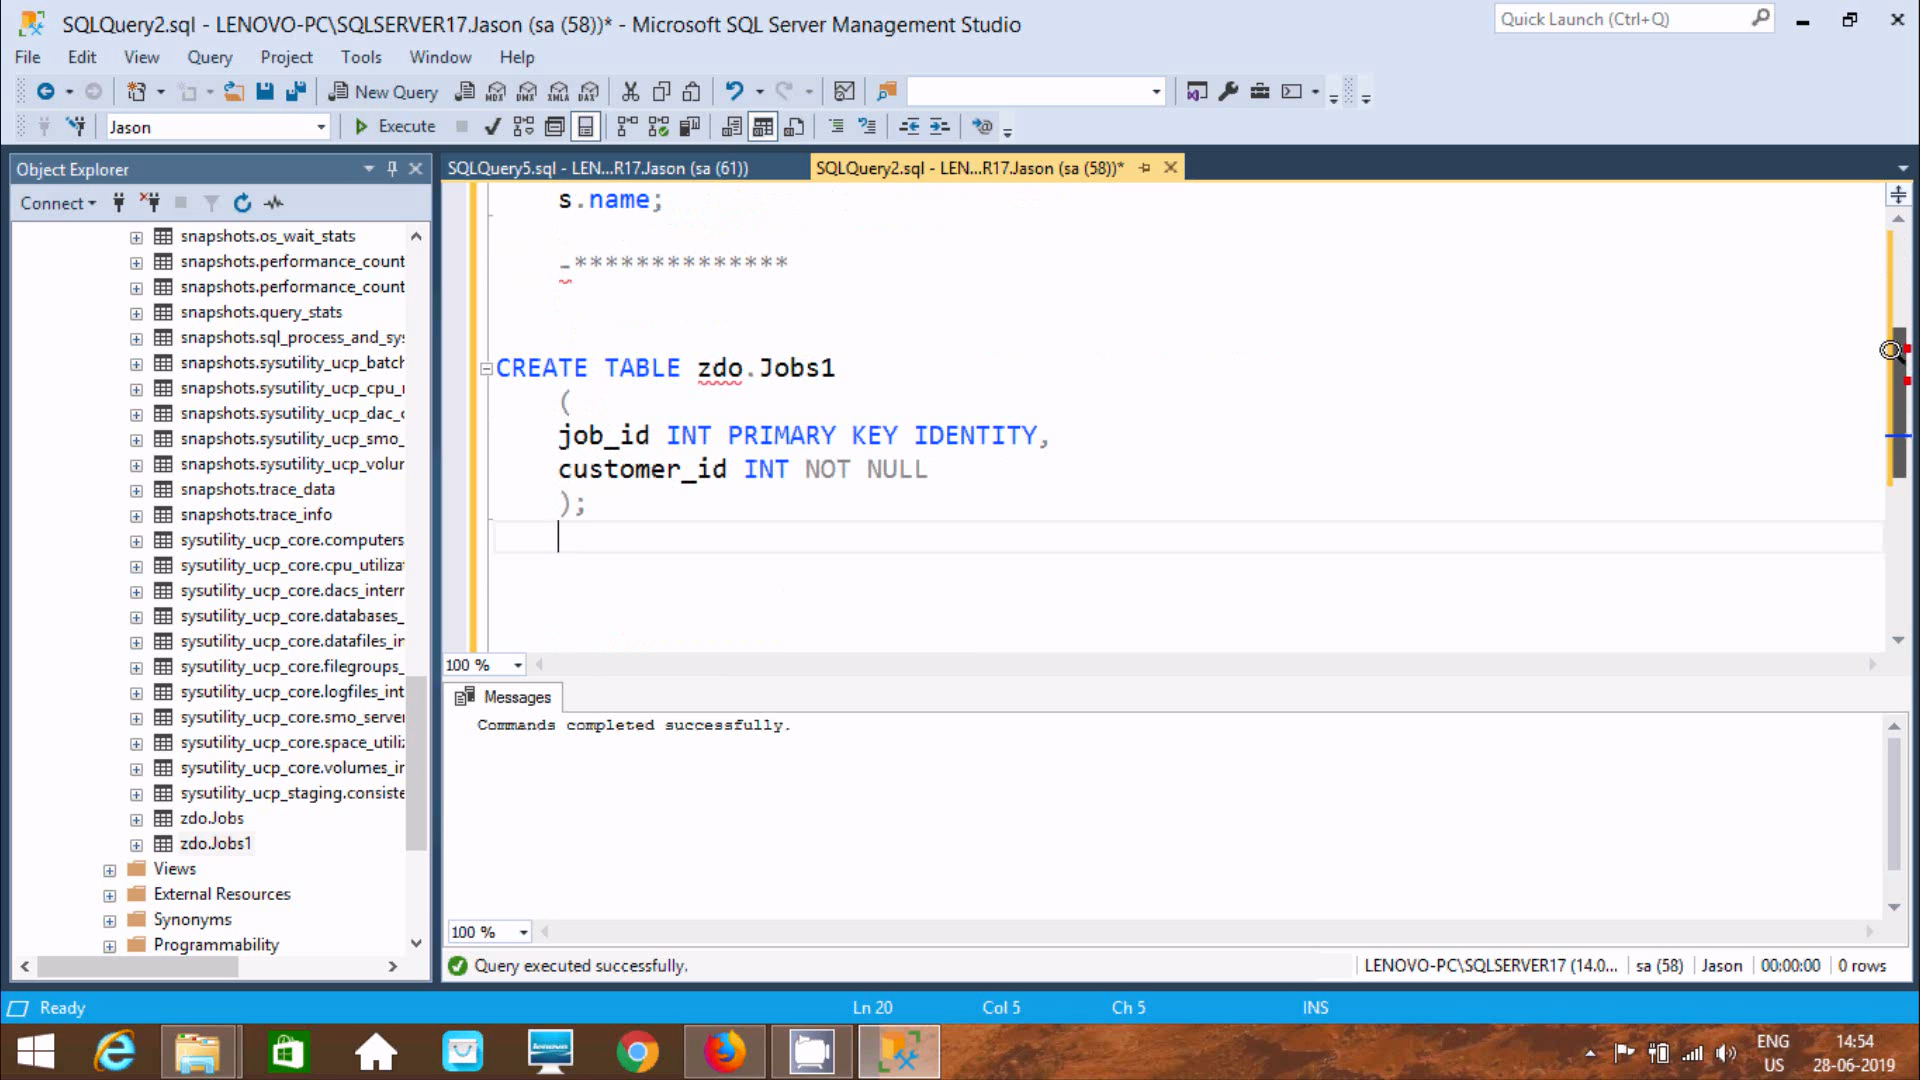 SQLQuery2.sql - LENOVO-PC\SQLSERVER17.Jason (sa (58))* - Microsoft SQL Server Management Studio
Quick Launch (Ctrl+Q)
File Edit View Query Project Tools Window Help
New Query
MDX DMX XMLA DAX
Jason
Execute
Object Explorer
SQLQuery5.sql - LEN...R17.Jason (sa (61))
SQLQuery2.sql - LEN...R17.Jason (sa (58))*
Connect
snapshots.os_wait_stats
snapshots.performance_count
snapshots.performance_count
snapshots.query_stats
snapshots.sql_process_and_sys
snapshots.sysutility_ucp_batch
snapshots.sysutility_ucp_cpu_
snapshots.sysutility_ucp_dac_c
snapshots.sysutility_ucp_smo_
snapshots.sysutility_ucp_volur
snapshots.trace_data
snapshots.trace_info
sysutility_ucp_core.computers
sysutility_ucp_core.cpu_utiliza
sysutility_ucp_core.dacs_interr
sysutility_ucp_core.databases_
sysutility_ucp_core.datafiles_ir
sysutility_ucp_core.filegroups_
sysutility_ucp_core.logfiles_int
sysutility_ucp_core.smo_server
sysutility_ucp_core.space_utili
sysutility_ucp_core.volumes_ir
sysutility_ucp_staging.consiste
zdo.Jobs
zdo.Jobs1
Views
External Resources
Synonyms
Programmability
s.name;
-**************
CREATE TABLE zdo.Jobs1
(
job_id INT PRIMARY KEY IDENTITY,
customer_id INT NOT NULL
);
100 %
Messages
Commands completed successfully.
100 %
Query executed successfully.
LENOVO-PC\SQLSERVER17 (14.0... sa (58) Jason 00:00:00 0 rows
Ready
Ln 20 Col 5 Ch 5 INS
ENG
US
14:54
28-06-2019